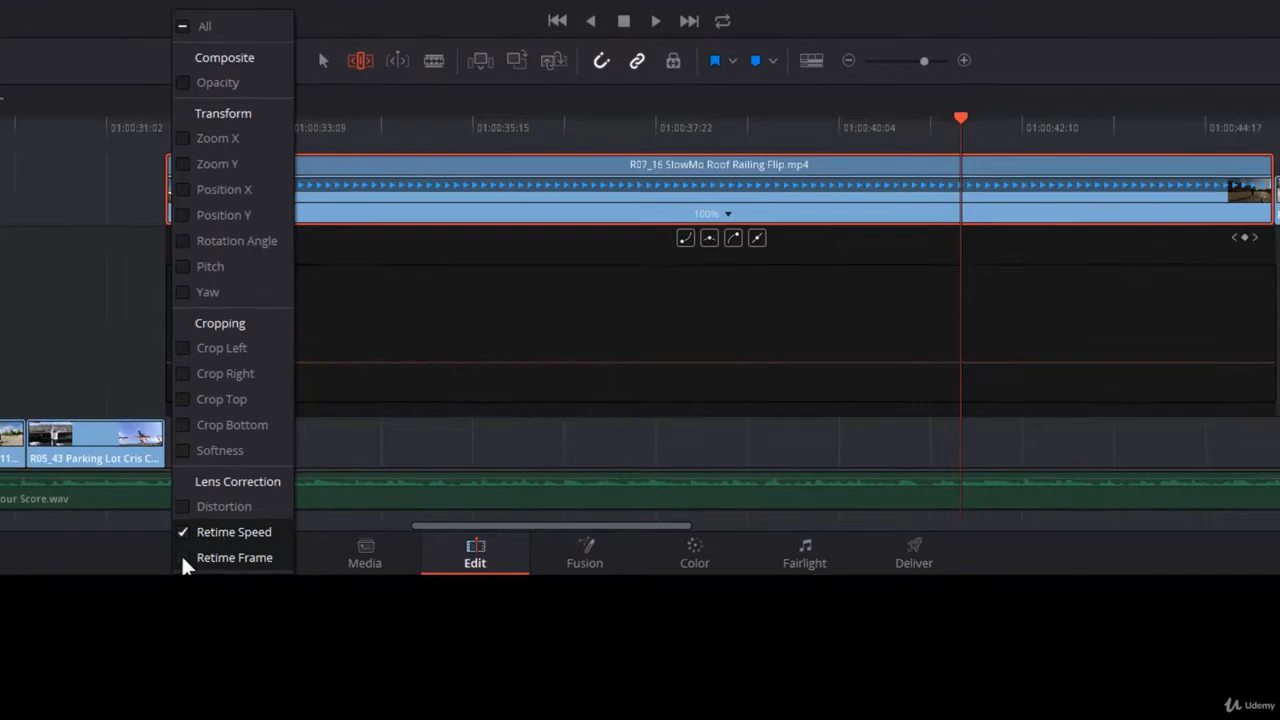 All
Composite
Opacity
Transform
Zoom X
Zoom Y
Position X
Position Y
Rotation Angle
Pitch
Yaw
Cropping
Crop Left
Crop Right
Crop Top
Crop Bottom
Softness
Lens Correction
Distortion
Retime Speed
Retime Frame
01:00:31:02
01:00:33:09
01:00:35:15
01:00:37:22
01:00:40:04
01:00:42:10
01:00:44:17
R07_16 SlowMo Roof Railing Flip.mp4
100%
11...
R05_43 Parking Lot Cris C...
our Score.wav
Media
Edit
Fusion
Color
Fairlight
Deliver
Udemy